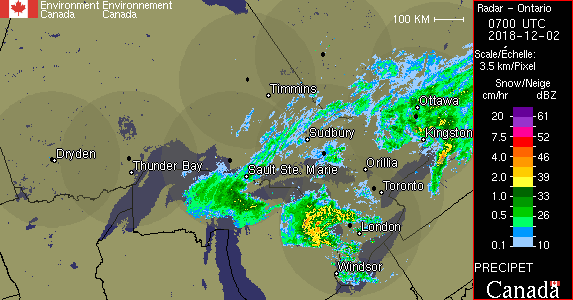 Environment Environnement
Canada Canada
100 KM
Timmins
Ottawa
Sudbury
Kingston
Dryden
Thunder Bay
Sault Ste. Marie
Orillia
Toronto
London
Windsor
Radar - Ontario
0700 UTC
2018-12-02
Scale/Échelle:
3.5 km/Pixel
Snow/Neige
cm/hr dBZ
20 61
7.5 52
4.0 46
2.0 39
1.0 33
0.5 26
0.1 10
PRECIPET
Canada